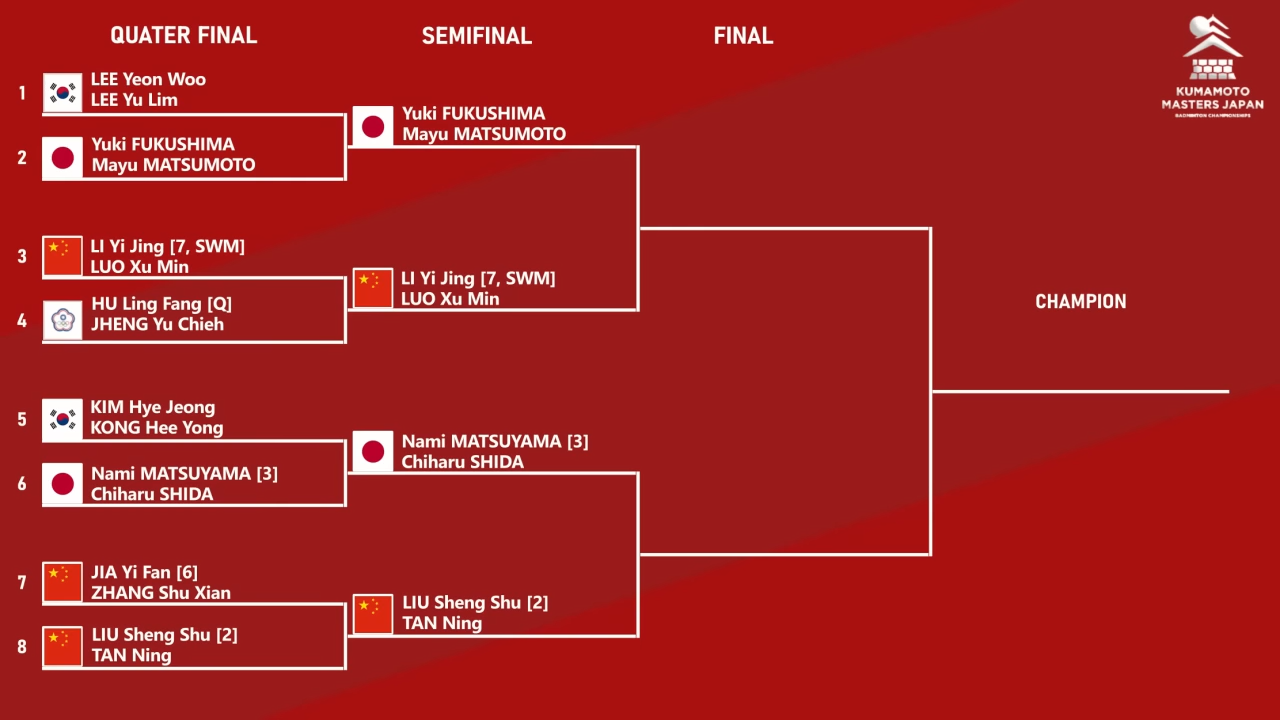 QUATER FINAL
SEMIFINAL
FINAL
KUMAMOTO
MASTERS JAPAN
BADMINTON CHAMPIONSHIPS
1
LEE Yeon Woo
LEE Yu Lim
2
Yuki FUKUSHIMA
Mayu MATSUMOTO
3
LI Yi Jing [7, SWM]
LUO Xu Min
4
HU Ling Fang [Q]
JHENG Yu Chieh
5
KIM Hye Jeong
KONG Hee Yong
6
Nami MATSUYAMA [3]
Chiharu SHIDA
7
JIA Yi Fan [6]
ZHANG Shu Xian
8
LIU Sheng Shu [2]
TAN Ning
Yuki FUKUSHIMA
Mayu MATSUMOTO
LI Yi Jing [7, SWM]
LUO Xu Min
Nami MATSUYAMA [3]
Chiharu SHIDA
LIU Sheng Shu [2]
TAN Ning
CHAMPION